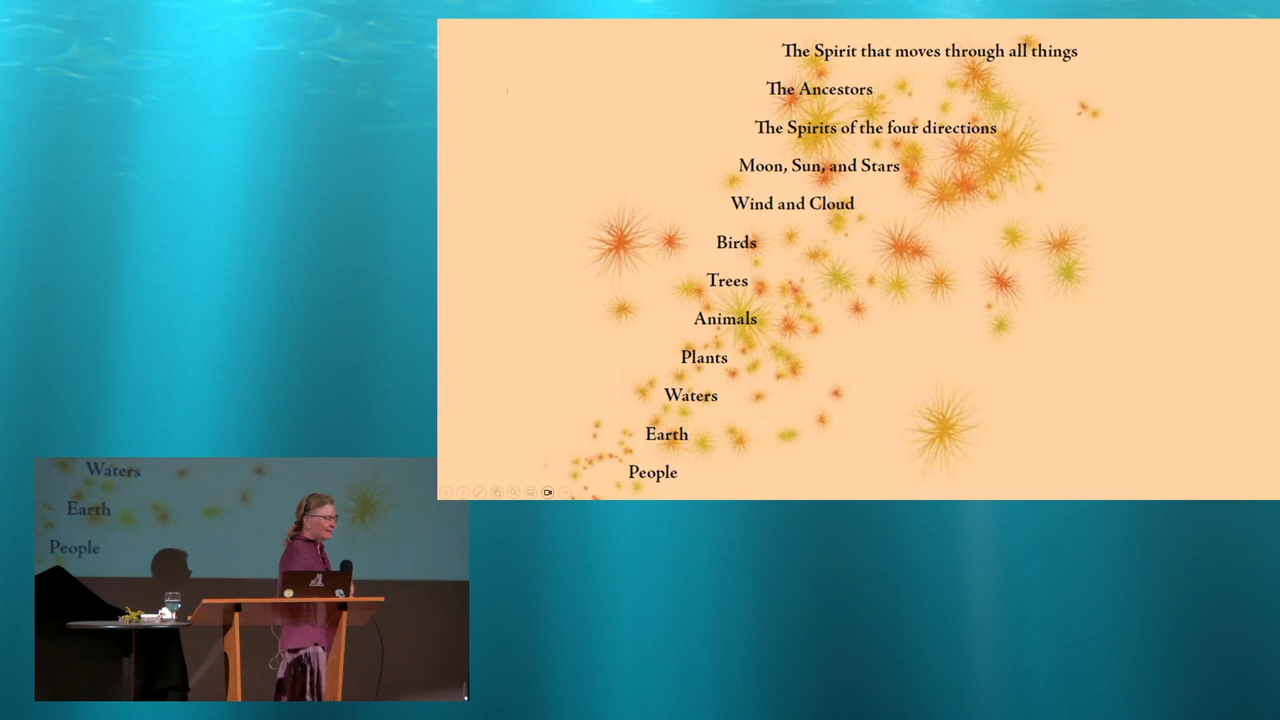 The Spirit that moves through all things
The Ancestors
The Spirits of the four directions
Moon, Sun, and Stars
Wind and Cloud
Birds
Trees
Animals
Plants
Waters
Earth
People
Waters
Earth
People